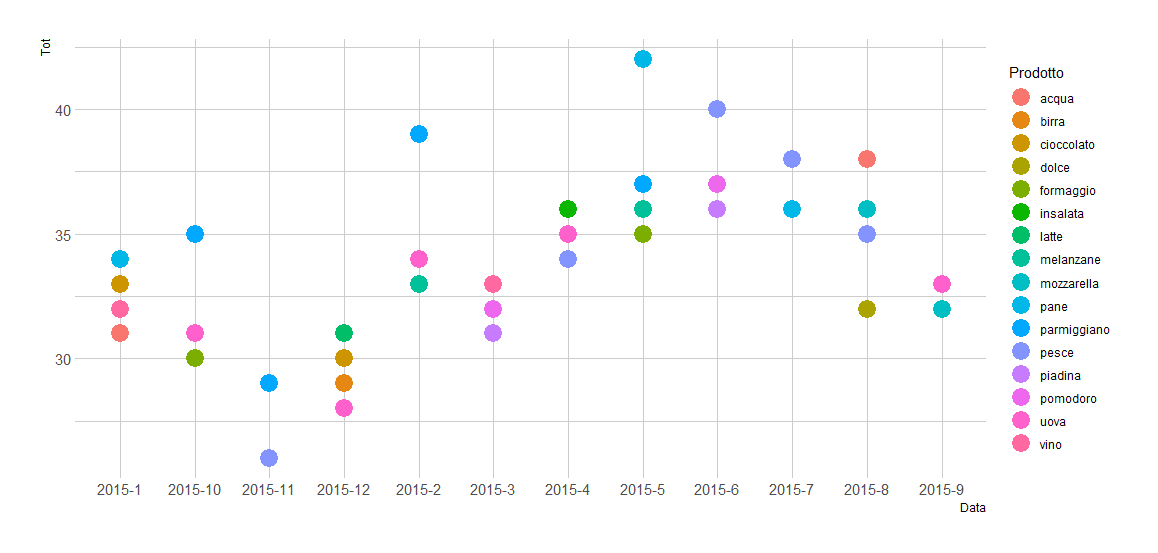 Tot
40
35
30
2015-1 2015-10 2015-11 2015-12 2015-2 2015-3 2015-4 2015-5 2015-6 2015-7 2015-8 2015-9
Data
Prodotto
acqua
birra
cioccolato
dolce
formaggio
insalata
latte
melanzane
mozzarella
pane
parmiggiano
pesce
piadina
pomodoro
uova
vino